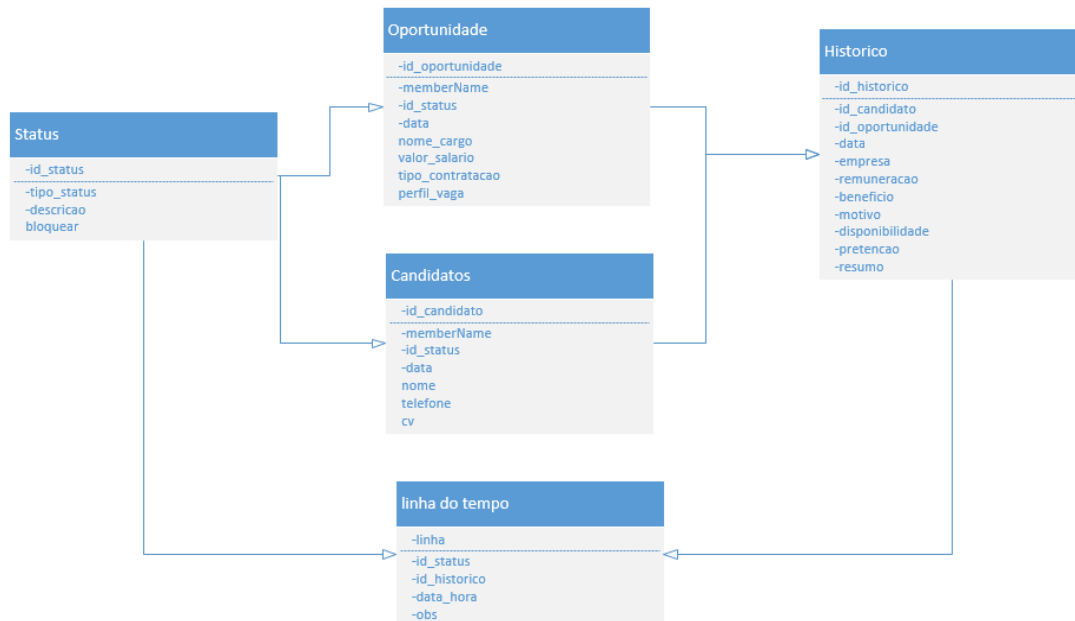 Oportunidade
-id_oportunidade
-memberName
-id_status
-data
nome_cargo
valor_salario
tipo_contratacao
perfil_vaga
Historico
-id_historico
-id_candidato
-id_oportunidade
-data
-empresa
-remuneracao
-beneficio
-motivo
-disponibilidade
-pretencao
-resumo
Status
-id_status
-tipo_status
-descricao
bloquear
Candidatos
-id_candidato
-memberName
-id_status
-data
nome
telefone
cv
linha do tempo
-linha
-id_status
-id_historico
-data_hora
-obs